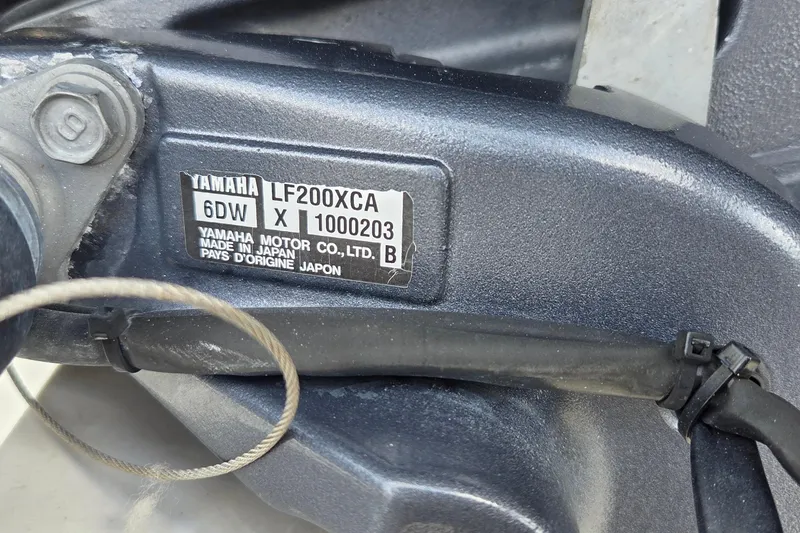 YAMAHA LF200XCA
6DW X 1000203
YAMAHA MOTOR CO.,LTD. B
MADE IN JAPAN
PAYS D'ORIGINE JAPON